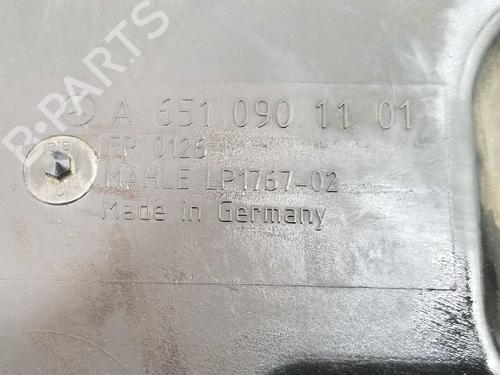 B-PARTS
A 651 090 11 01
MAHLE LP1767-02
Made in Germany